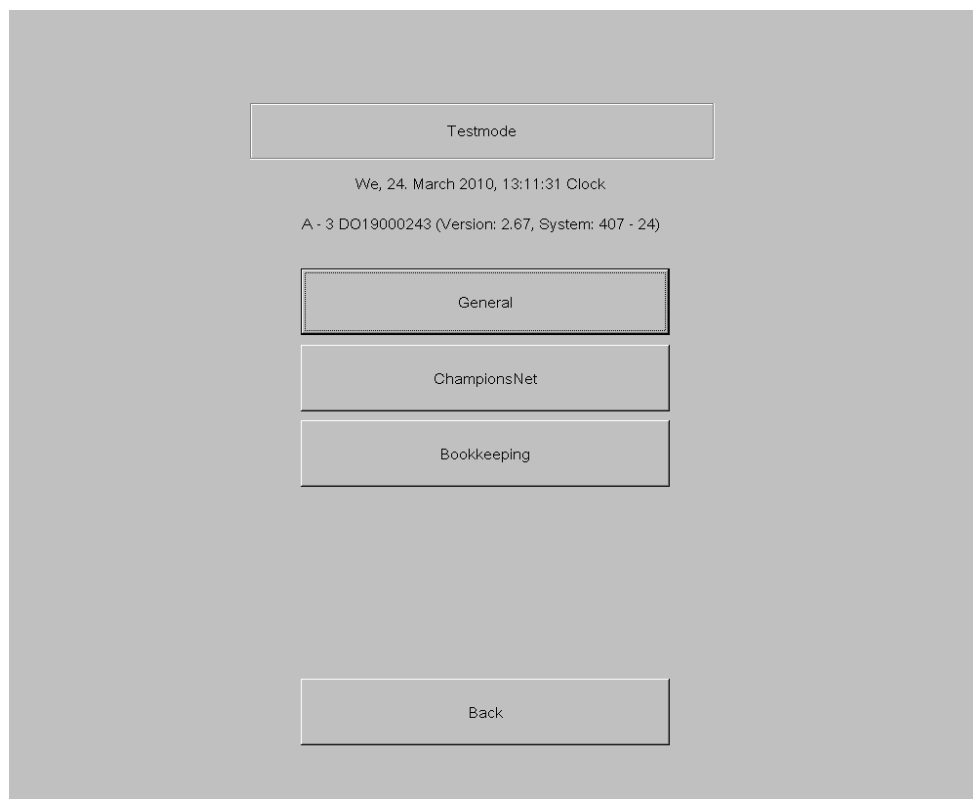 Testmode
We, 24. March 2010, 13:11:31 Clock
A - 3 DO19000243 (Version: 2.67, System: 407 - 24)
General
ChampionsNet
Bookkeeping
Back